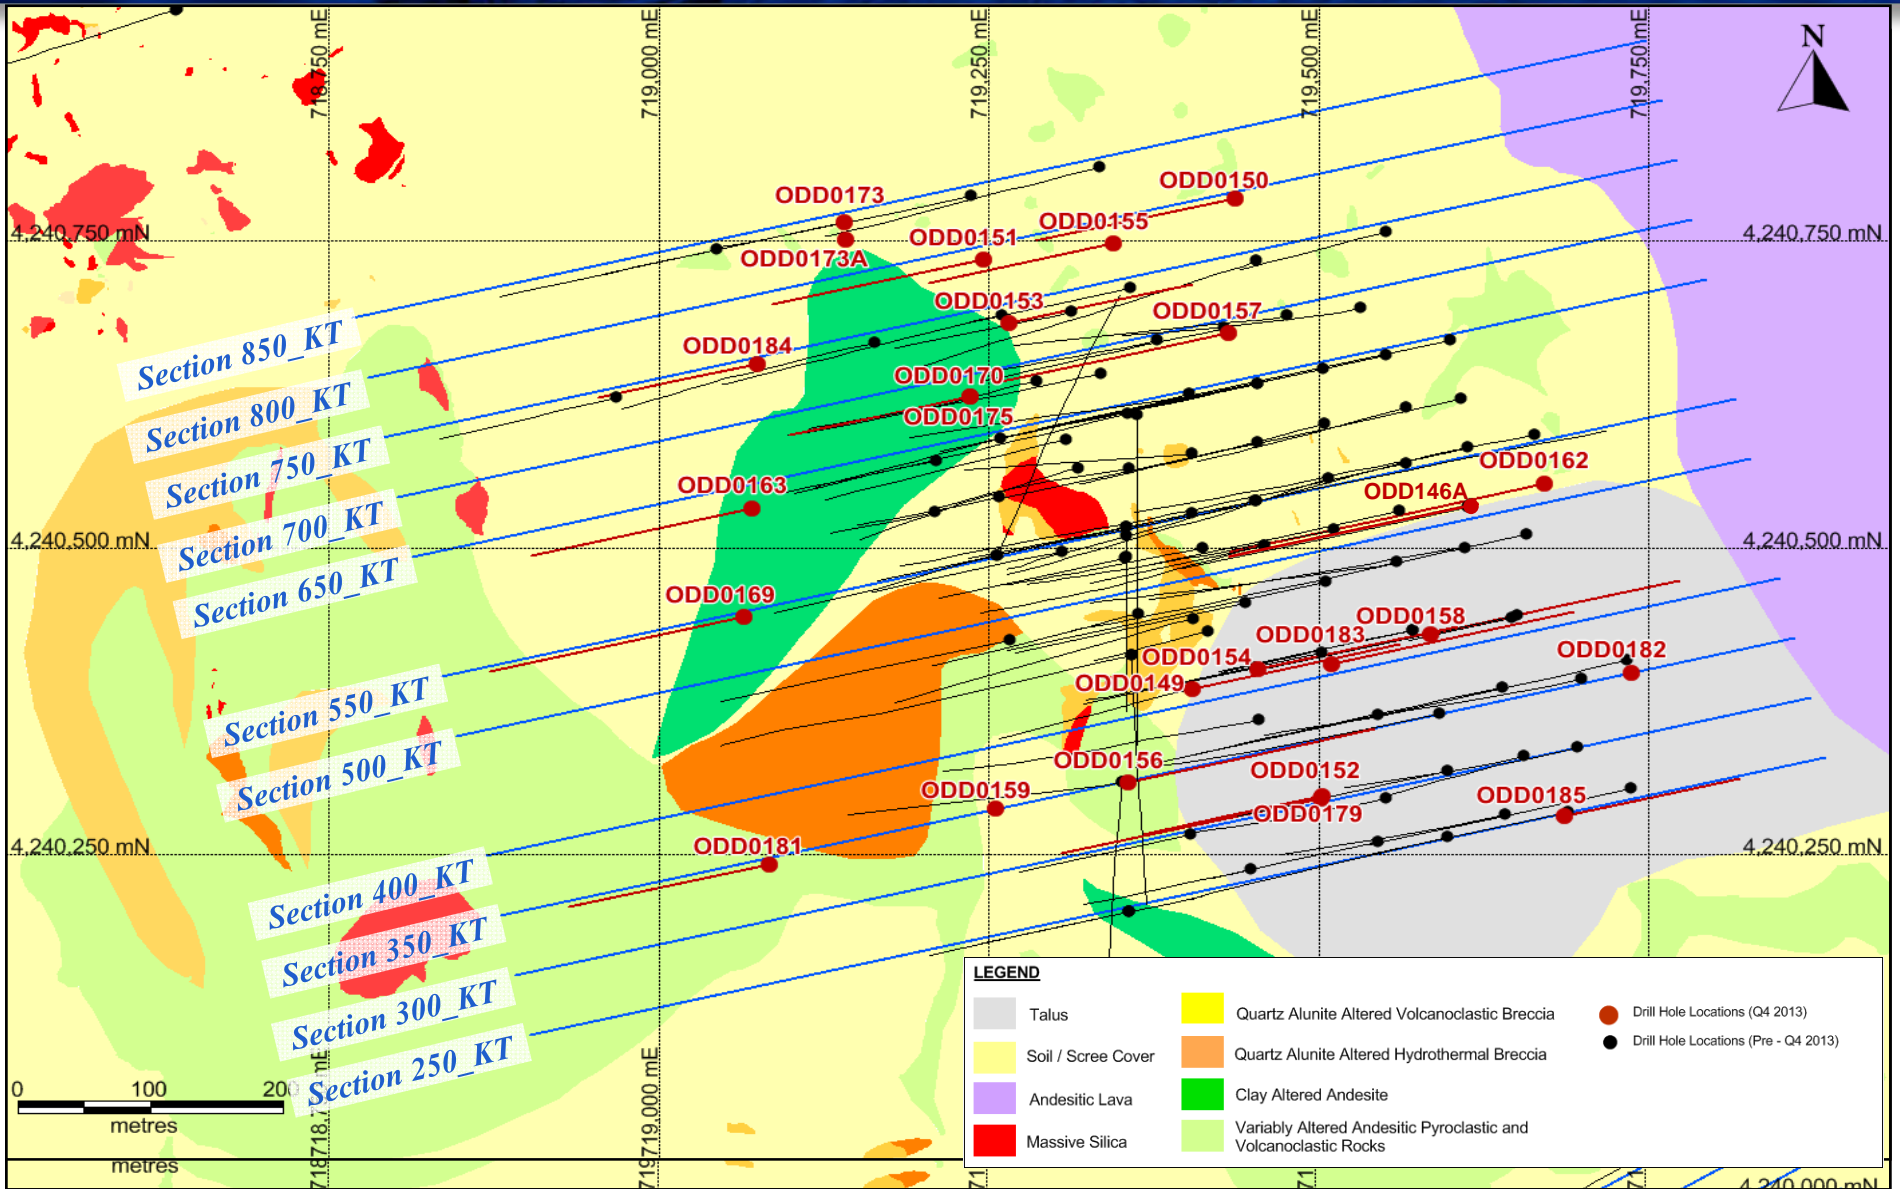 718,750 mE
719,000 mE
719,250 mE
719,500 mE
719,750 mE
N
4,240,750 mN
4,240,750 mN
ODD0173
ODD0150
ODD0155
ODD0151
ODD0173A
ODD0153
ODD0157
ODD0184
ODD0170
ODD0175
ODD0163
ODD0162
ODD146A
4,240,500 mN
4,240,500 mN
ODD0169
ODD0158
ODD0183
ODD0182
ODD0154
ODD0149
ODD0156
ODD0152
ODD0159
ODD0179
ODD0185
ODD0181
4,240,250 mN
4,240,250 mN
Section 850_KT
Section 800_KT
Section 750_KT
Section 700_KT
Section 650_KT
Section 550_KT
Section 500_KT
Section 400_KT
Section 350_KT
Section 300_KT
Section 250_KT
0 100 200
metres
metres
719,000 mE
LEGEND
Talus
Soil / Scree Cover
Andesitic Lava
Massive Silica
Quartz Alunite Altered Volcanoclastic Breccia
Quartz Alunite Altered Hydrothermal Breccia
Clay Altered Andesite
Variably Altered Andesitic Pyroclastic and
Volcanoclastic Rocks
Drill Hole Locations (Q4 2013)
Drill Hole Locations (Pre - Q4 2013)
4,240,000 mN